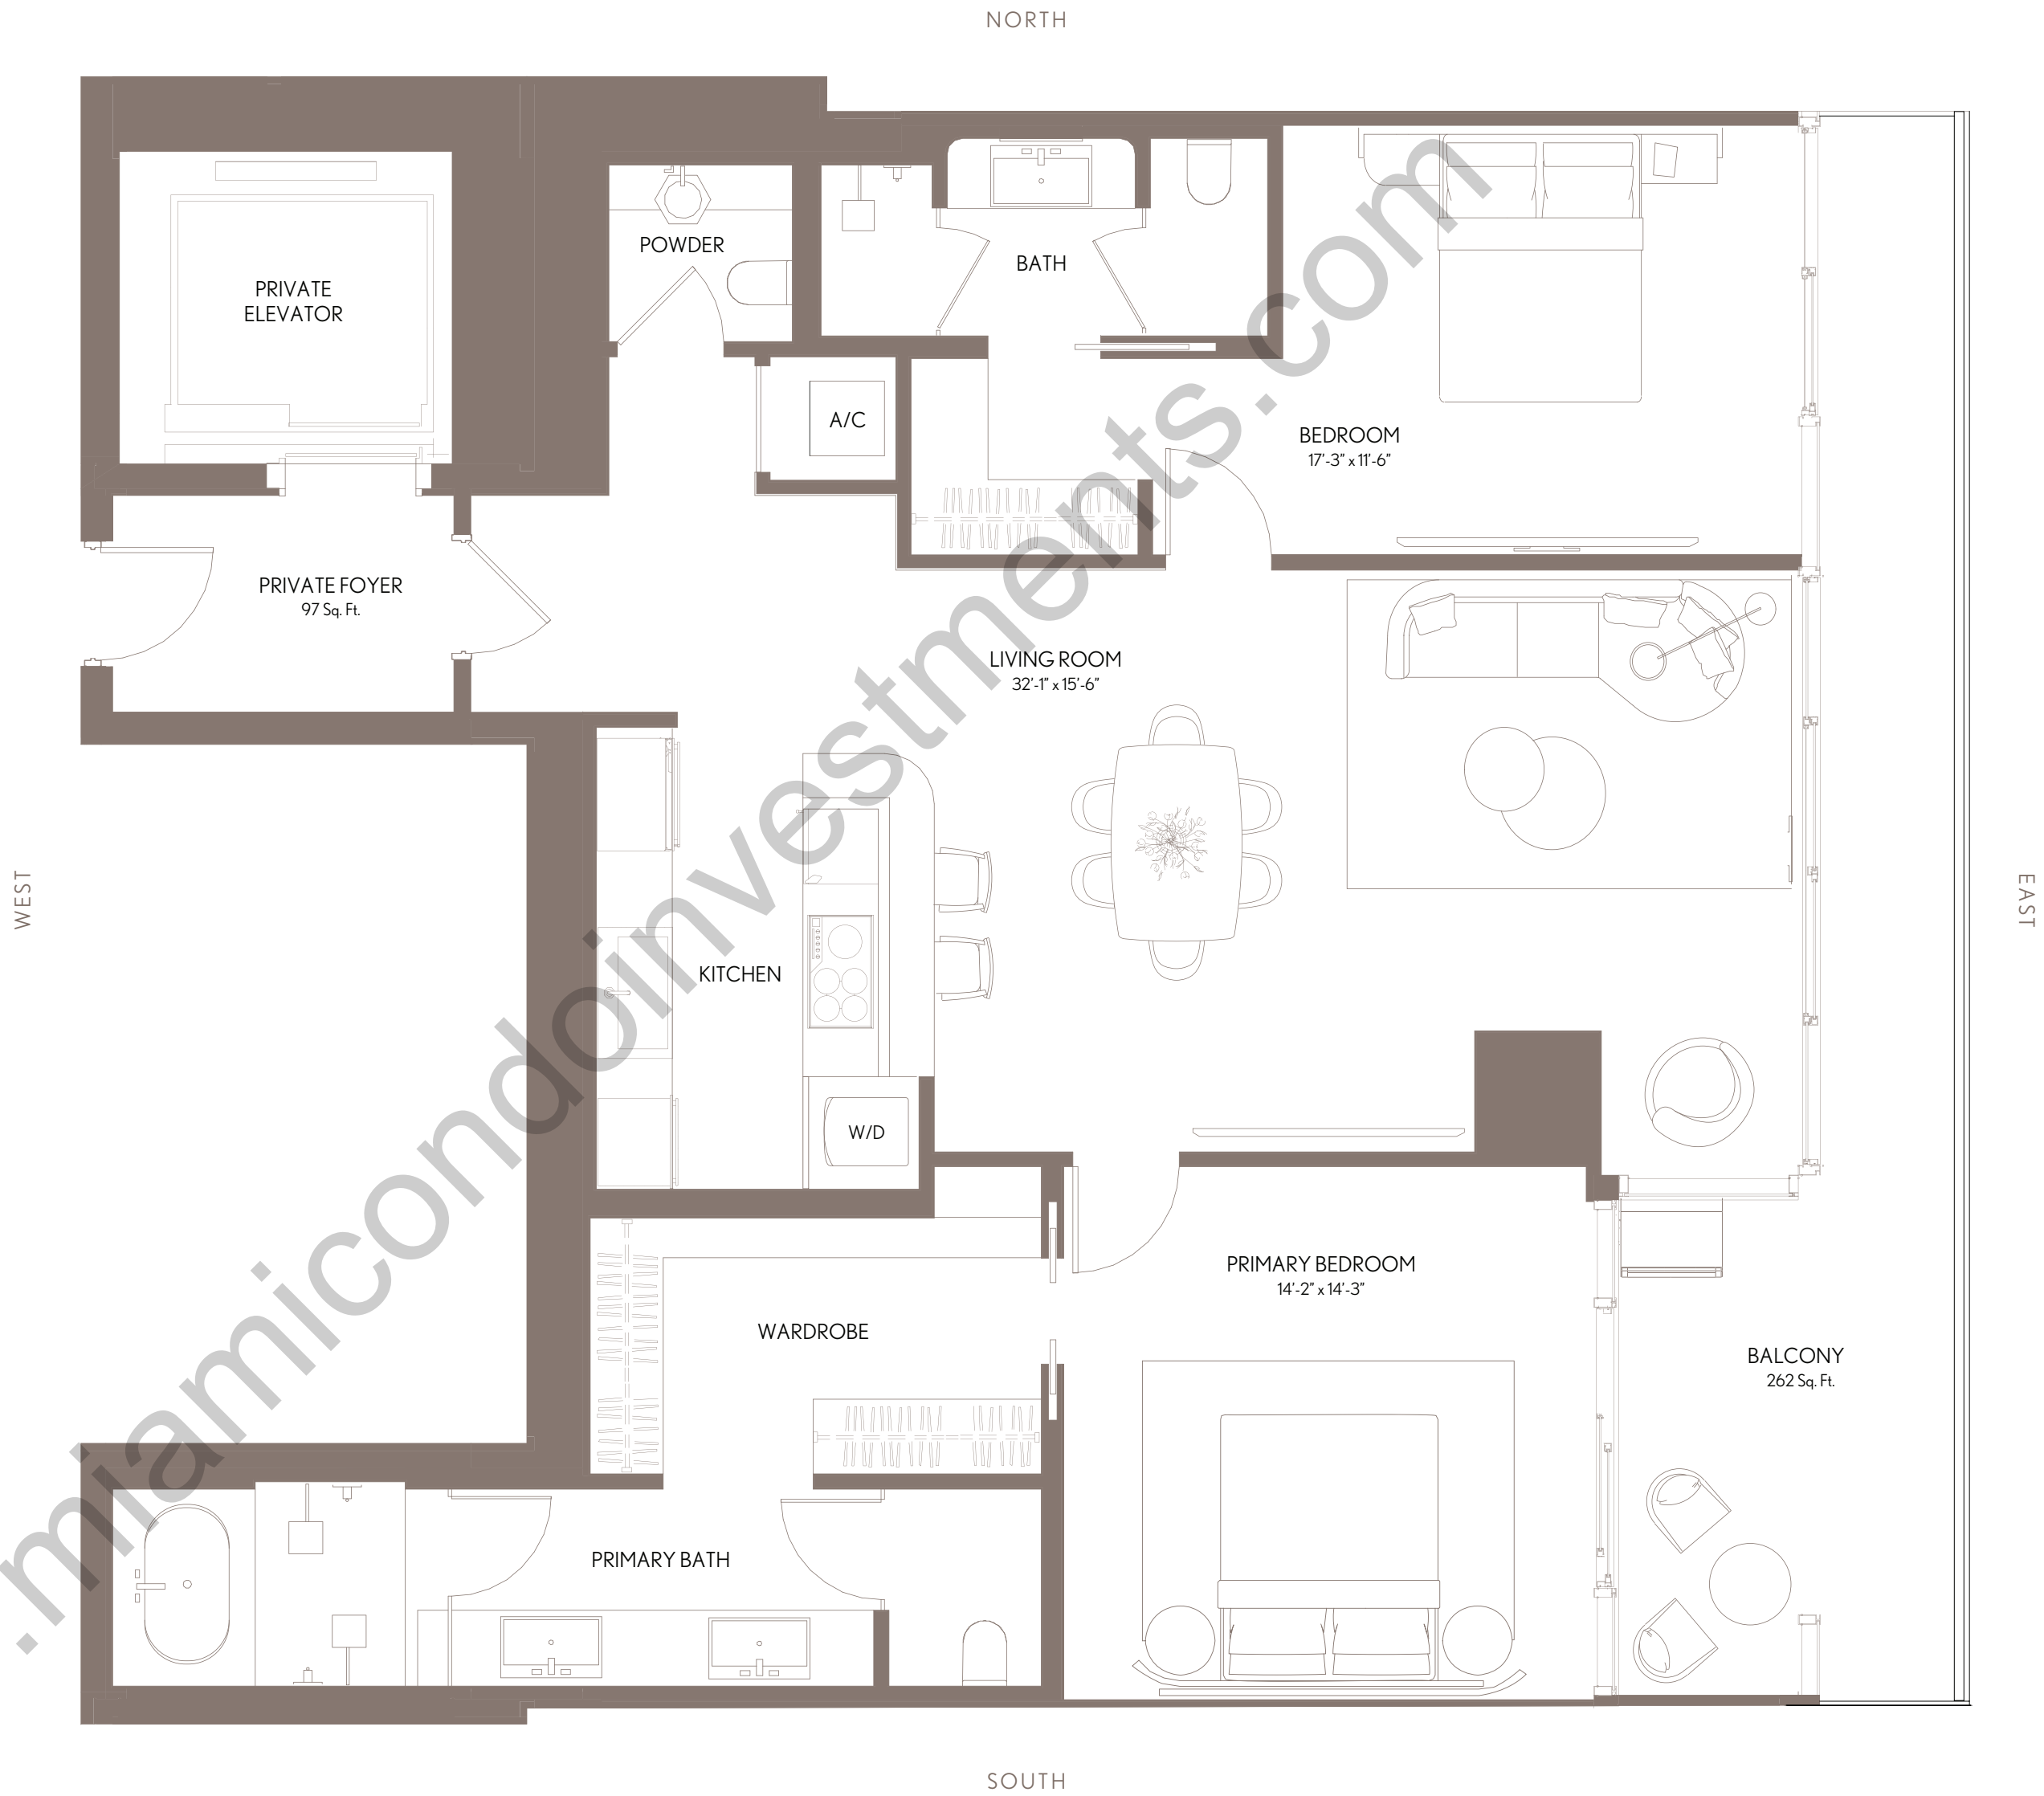 NORTH
POWDER
BATH
PRIVATE
ELEVATOR
A/C
BEDROOM
17'-3" x 11'-6"
PRIVATE FOYER
97 Sq. Ft.
LIVING ROOM
32'-1" x 15'-6"
WEST
EAST
KITCHEN
W/D
PRIMARY BEDROOM
14'-2" x 14'-3"
WARDROBE
BALCONY
262 Sq. Ft.
PRIMARY BATH
SOUTH
.miamicondoinvestments.com